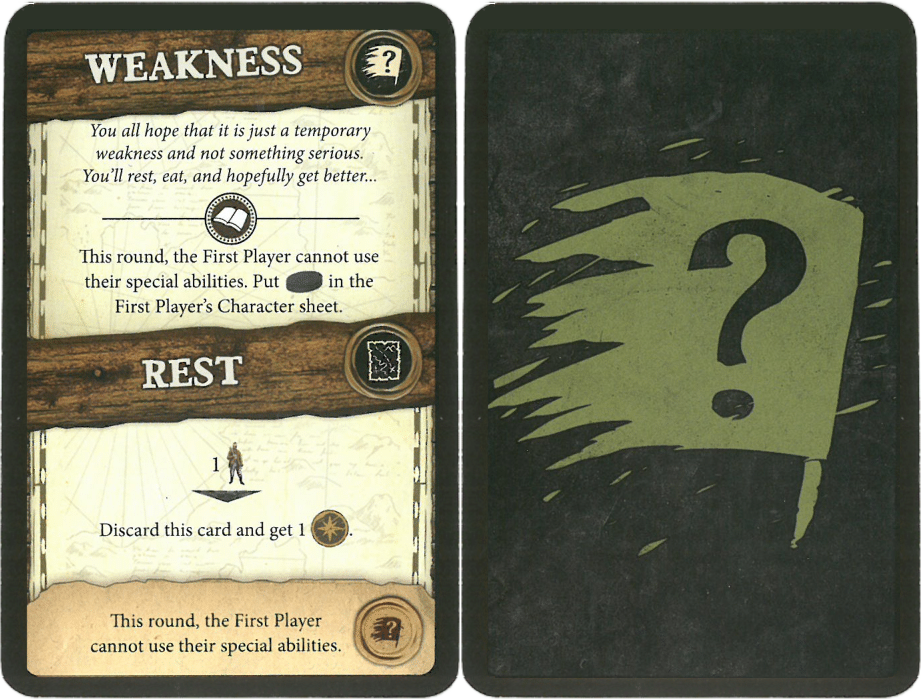 WEAKNESS
?
You all hope that it is just a temporary
weakness and not something serious.
You'll rest, eat, and hopefully get better...
This round, the First Player cannot use
their special abilities. Put in the
First Player's Character sheet.
REST
1
Discard this card and get 1 .
This round, the First Player
cannot use their special abilities.
?
?